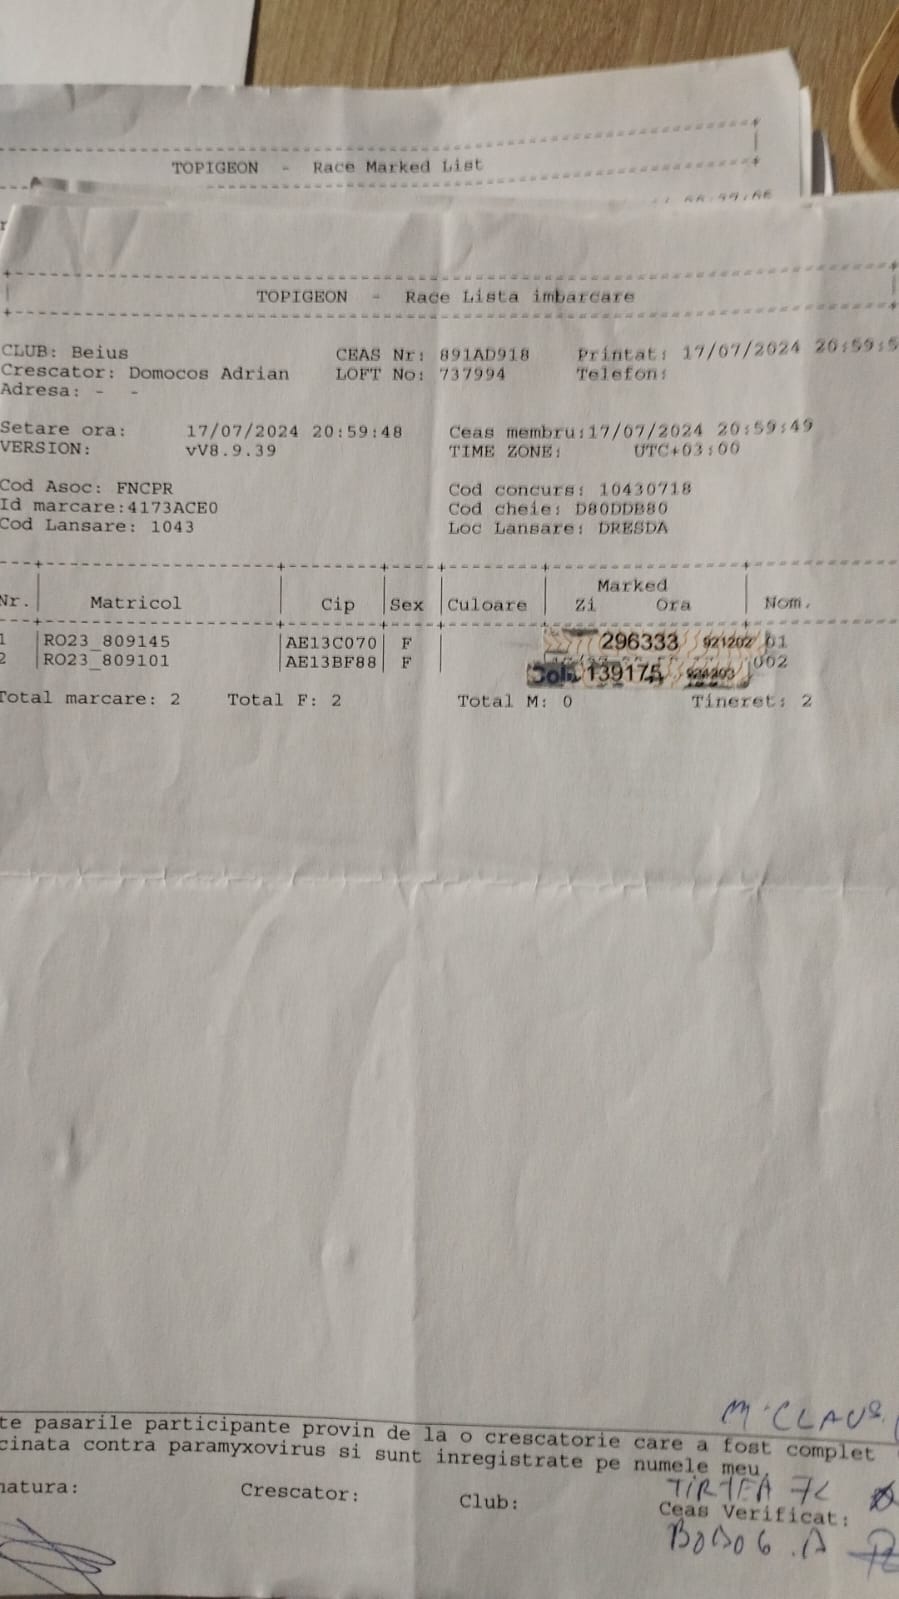 TOPIGEON - Race Marked List
TOPIGEON - Race Lista imbarcare
CLUB: Beius CEAS Nr: 891AD918 Printat: 17/07/2024 20:59:5
Crescator: Domocos Adrian LOFT No: 737994 Telefon:
Adresa: - -
Setare ora: 17/07/2024 20:59:48 Ceas membru:17/07/2024 20:59:49
VERSION: vV8.9.39 TIME ZONE: UTC+03:00
Cod Asoc: FNCPR Cod concurs: 10430718
Id marcare:4173ACE0 Cod cheie: D80DDB80
Cod Lansare: 1043 Loc Lansare: DRESDA
Marked
Nr. Matricol Cip Sex Culoare Zi Ora Nom.
1 RO23_809145 AE13C070 F 296333 921202 01
2 RO23_809101 AE13BF88 F 139175 002
Total marcare: 2 Total F: 2 Total M: 0 Tineret: 2
te pasarile participante provin de la o crescatorie care a fost complet
cinata contra paramyxovirus si sunt inregistrate pe numele meu.
natura: Crescator: Club: Ceas Verificat: